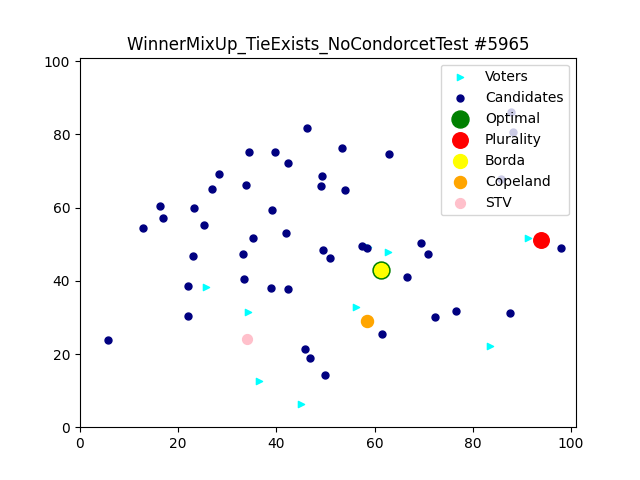 WinnerMixUp_TieExists_NoCondorcetTest #5965
Voters
Candidates
Optimal
Plurality
Borda
Copeland
STV
100
80
60
40
20
0
0 20 40 60 80 100